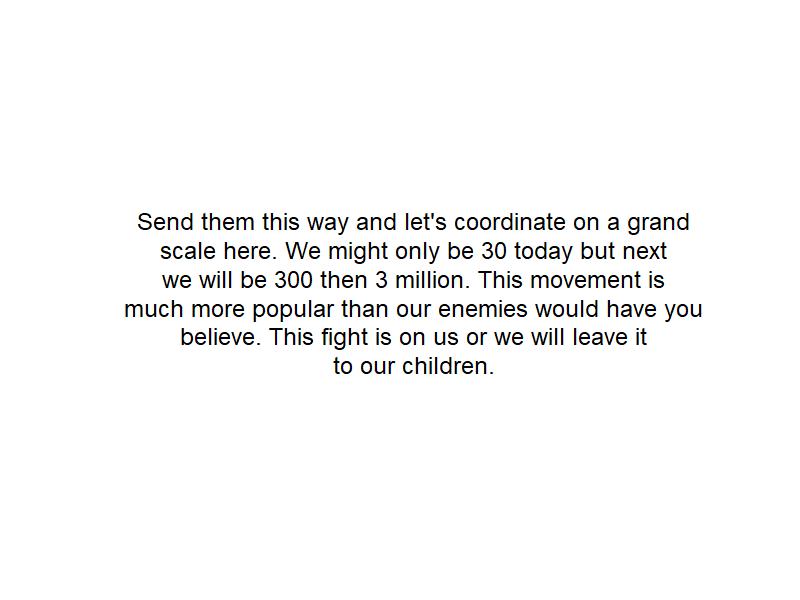 Send them this way and let's coordinate on a grand
scale here. We might only be 30 today but next
we will be 300 then 3 million. This movement is
much more popular than our enemies would have you
believe. This fight is on us or we will leave it
to our children.